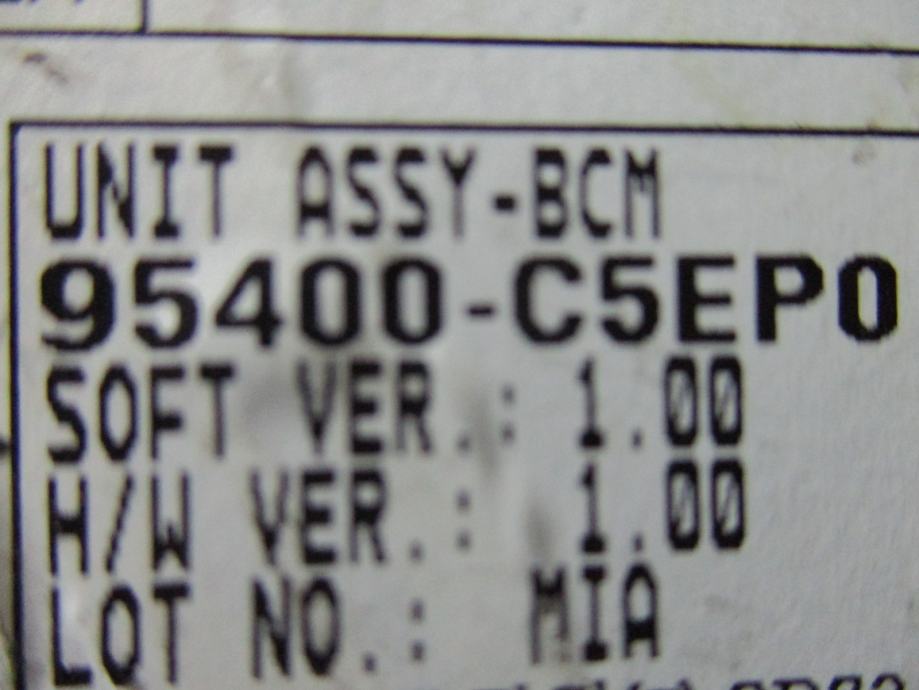 UNIT ASSY-BCM
95400-C5EP0
SOFT VER.: 1.00
H/W VER.: 1.00
LOT NO.: MIA